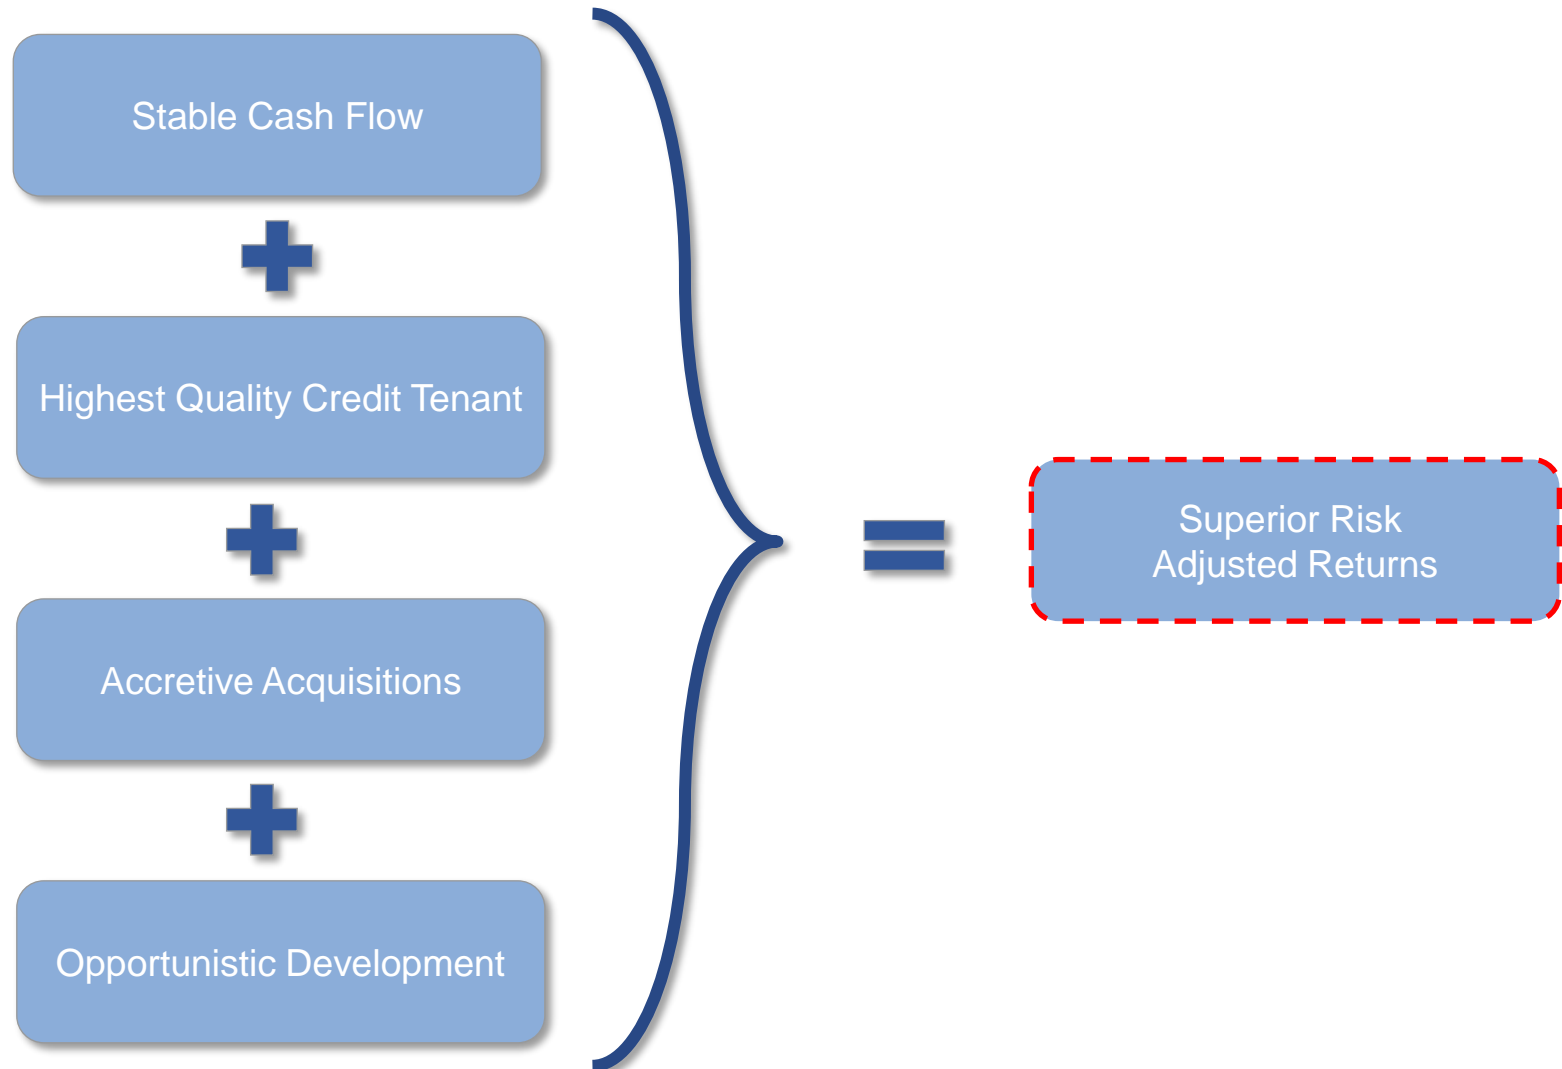 Stable Cash Flow
Highest Quality Credit Tenant
Accretive Acquisitions
Opportunistic Development
Superior Risk
Adjusted Returns